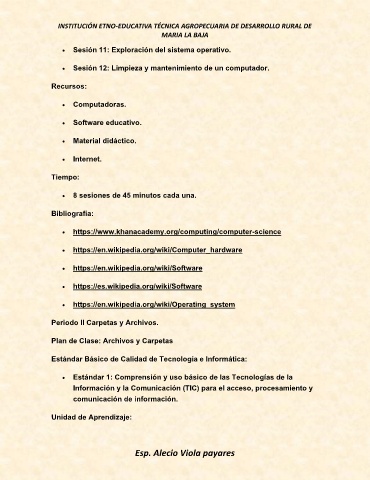 INSTITUCIÓN ETNO-EDUCATIVA TÉCNICA AGROPECUARIA DE DESARROLLO RURAL DE
MARIA LA BAJA
• Sesión 11: Exploración del sistema operativo.
• Sesión 12: Limpieza y mantenimiento de un computador.
Recursos:
• Computadoras.
• Software educativo.
• Material didáctico.
• Internet.
Tiempo:
• 8 sesiones de 45 minutos cada una.
Bibliografía:
• https://www.khanacademy.org/computing/computer-science
• https://en.wikipedia.org/wiki/Computer_hardware
• https://en.wikipedia.org/wiki/Software
• https://es.wikipedia.org/wiki/Software
• https://en.wikipedia.org/wiki/Operating_system
Periodo II Carpetas y Archivos.
Plan de Clase: Archivos y Carpetas
Estándar Básico de Calidad de Tecnología e Informática:
• Estándar 1: Comprensión y uso básico de las Tecnologías de la
Información y la Comunicación (TIC) para el acceso, procesamiento y
comunicación de información.
Unidad de Aprendizaje:
Esp. Alecio Viola payares